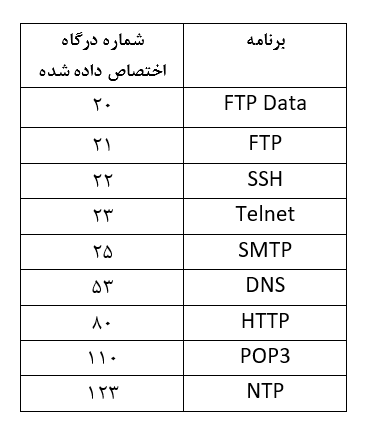 برنامه شماره درگاه
اختصاص داده شده
FTP Data ۲۰
FTP ۲۱
SSH ۲۲
Telnet ۲۳
SMTP ۲۵
DNS ۵۳
HTTP ۸۰
POP3 ۱۱۰
NTP ۱۲۳